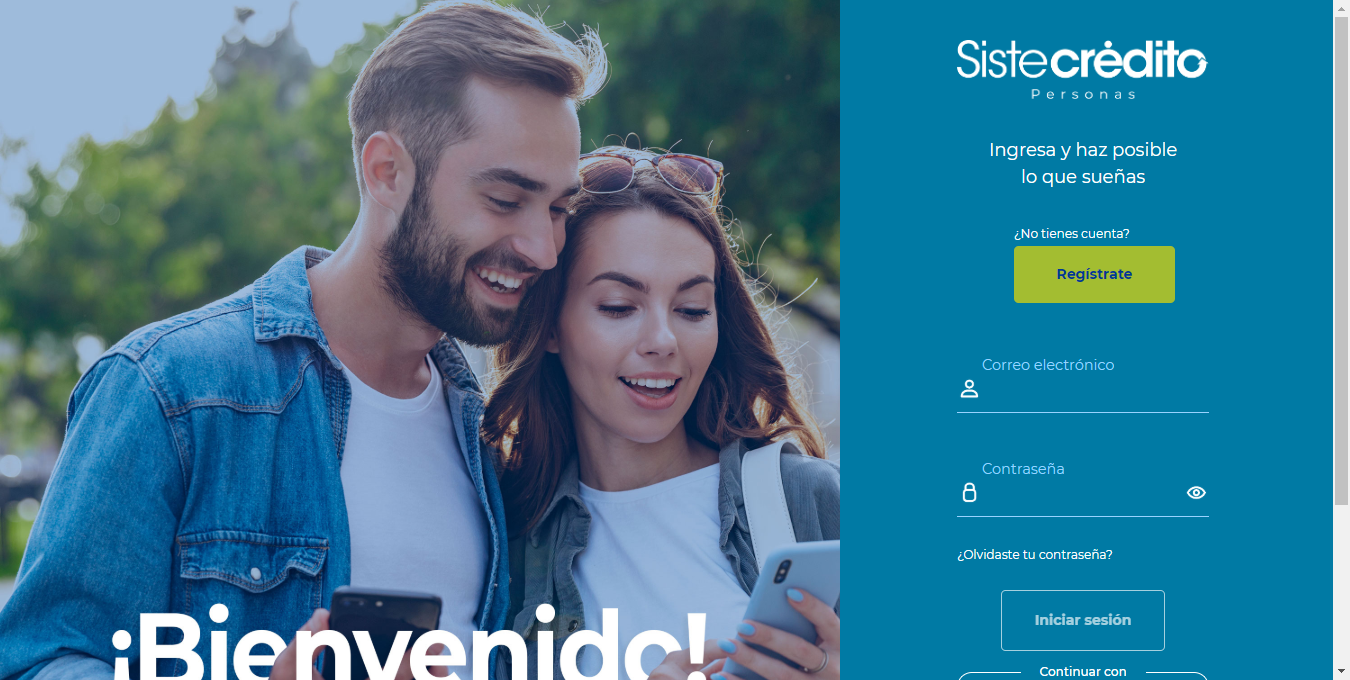 Sistecrédito
Personas
Ingresa y haz posible
lo que sueñas
¿No tienes cuenta?
Regístrate
Correo electrónico
Contraseña
¿Olvidaste tu contraseña?
Iniciar sesión
Continuar con
¡Bienvenido!